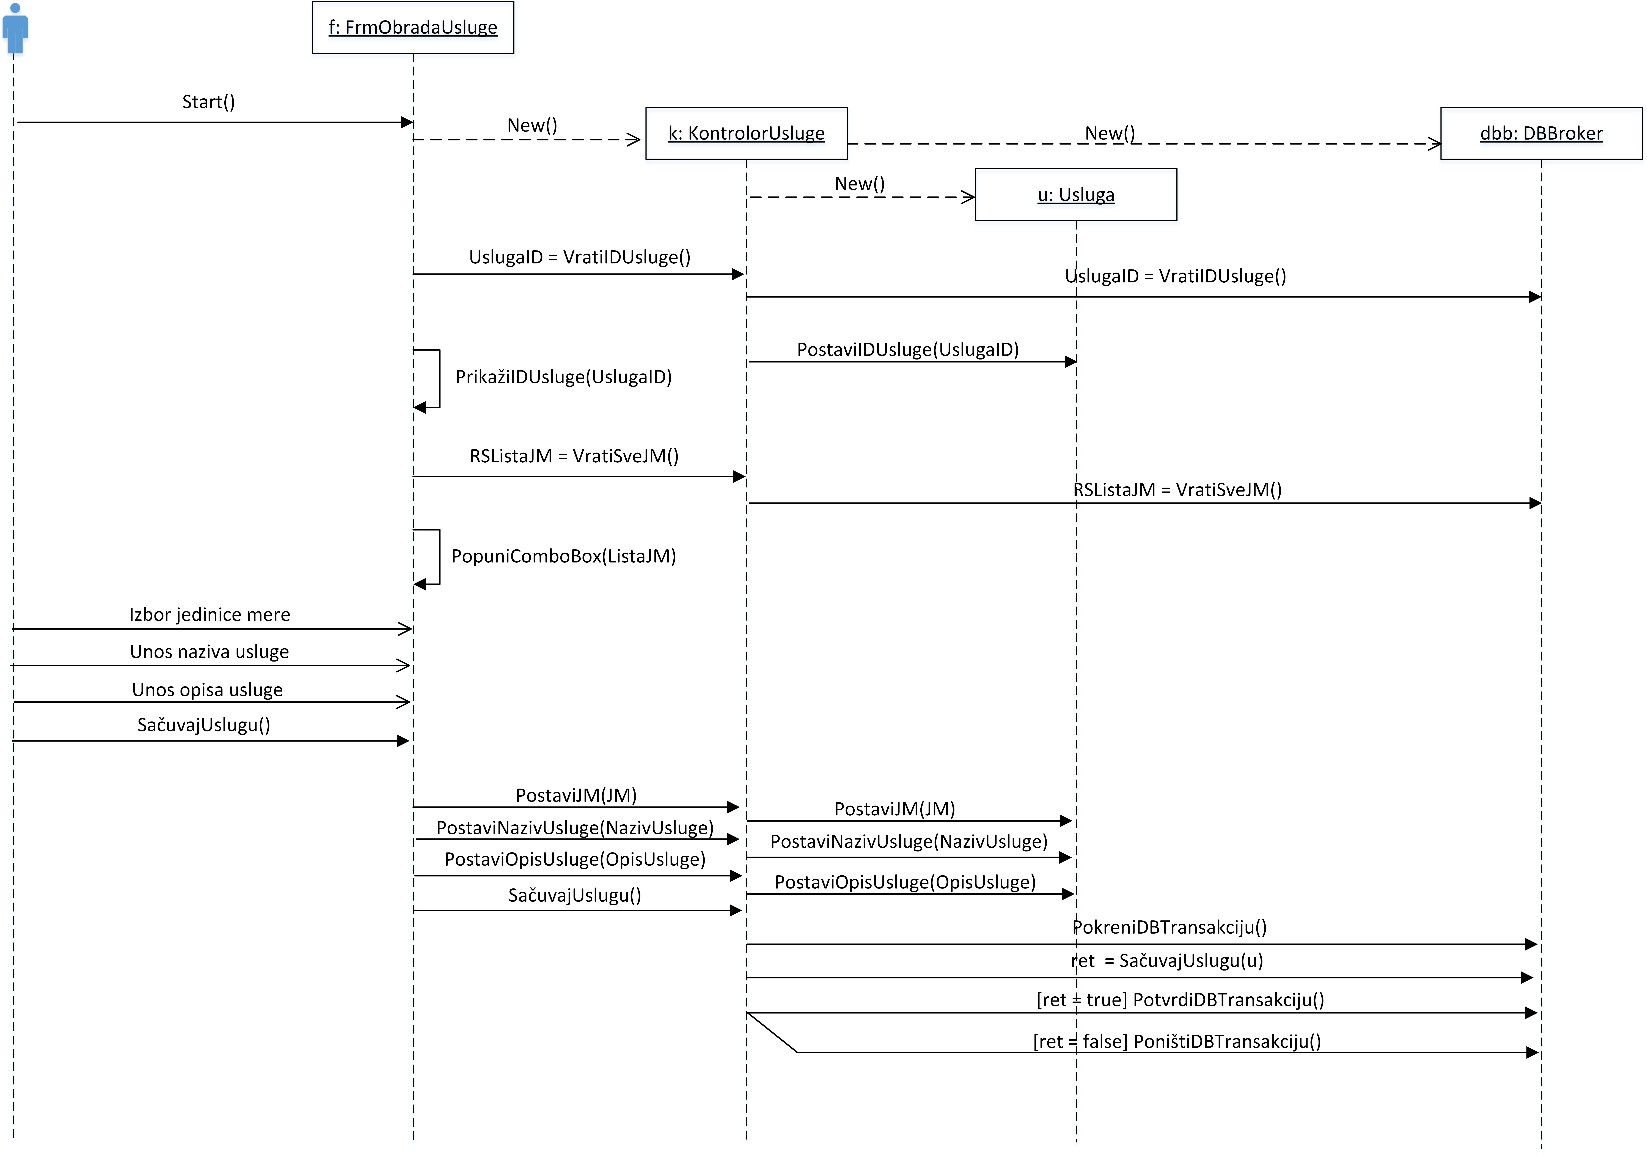 f: FrmObradaUsluge
Start()
New()
k: KontrolorUsluge
New()
dbb: DBBroker
New()
u: Usluga
UslugaID = VratiIDUsluge()
UslugaID = VratiIDUsluge()
PostaviIDUsluge(UslugaID)
PrikažiIDUsluge(UslugaID)
RSListaJM = VratiSveJM()
RSListaJM = VratiSveJM()
PopuniComboBox(ListaJM)
Izbor jedinice mere
Unos naziva usluge
Unos opisa usluge
SačuvajUslugu()
PostaviJM(JM)
PostaviJM(JM)
PostaviNazivUsluge(NazivUsluge)
PostaviNazivUsluge(NazivUsluge)
PostaviOpisUsluge(OpisUsluge)
PostaviOpisUsluge(OpisUsluge)
SačuvajUslugu()
PokreniDBTransakciju()
ret = SačuvajUslugu(u)
[ret = true] PotvrdiDBTransakciju()
[ret = false] PoništiDBTransakciju()